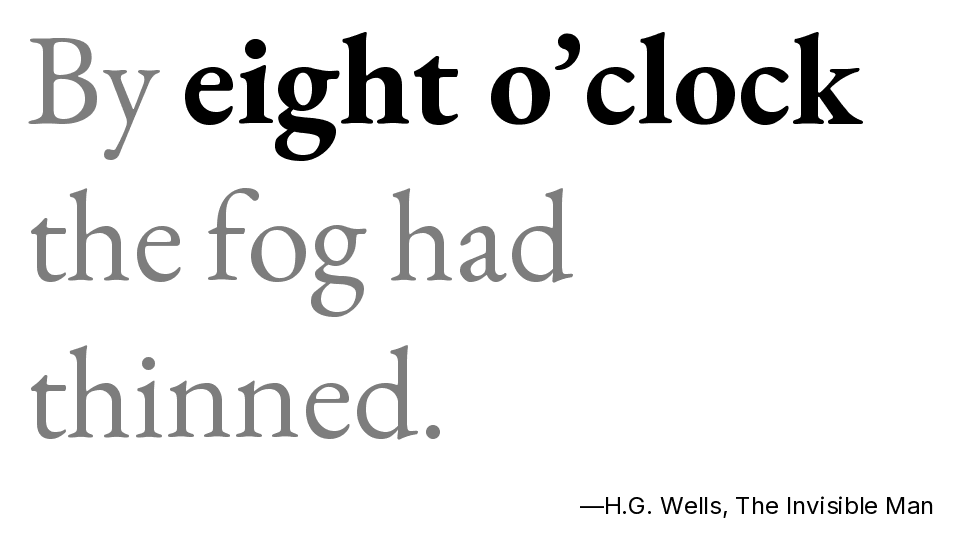 By eight o’clock
the fog had
thinned.
—H.G. Wells, The Invisible Man